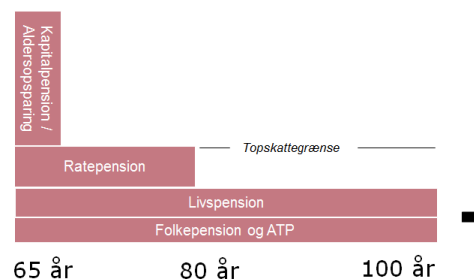 Kapitalpension /
Aldersopsparing
Topskattegrænse
Ratepension
Livspension
Folkepension og ATP
65 år
80 år
100 år